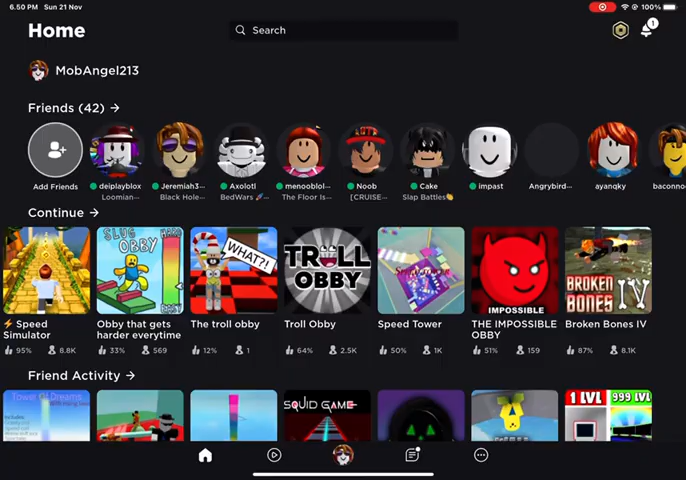 6.50 PM Sun 21 Nov
100%
Home
Search
1
MobAngel213
Friends (42) →
Add Friends
deiplayblox
Loomian...
Jeremiah3...
Black Hole...
Axolotl
BedWars 🚀...
menooblol...
The Floor Is...
Noob
[CRUISE...
Cake
Slap Battles👏
impast
Angrybird...
ayanqky
baconno
Continue →
SLUG OBBY
HARD
EASY
WHAT?!
TROLL OBBY
IMPOSSIBLE
BROKEN BONES IV
⚡ Speed Simulator
Obby that gets harder everytime
The troll obby
Troll Obby
Speed Tower
THE IMPOSSIBLE OBBY
Broken Bones IV
95% 8.8K
33% 569
12% 1
64% 2.5K
50% 1K
51% 159
87% 8.1K
Friend Activity →
Tower Of Dreams
SQUID GAME
1 LVL
999 LVL